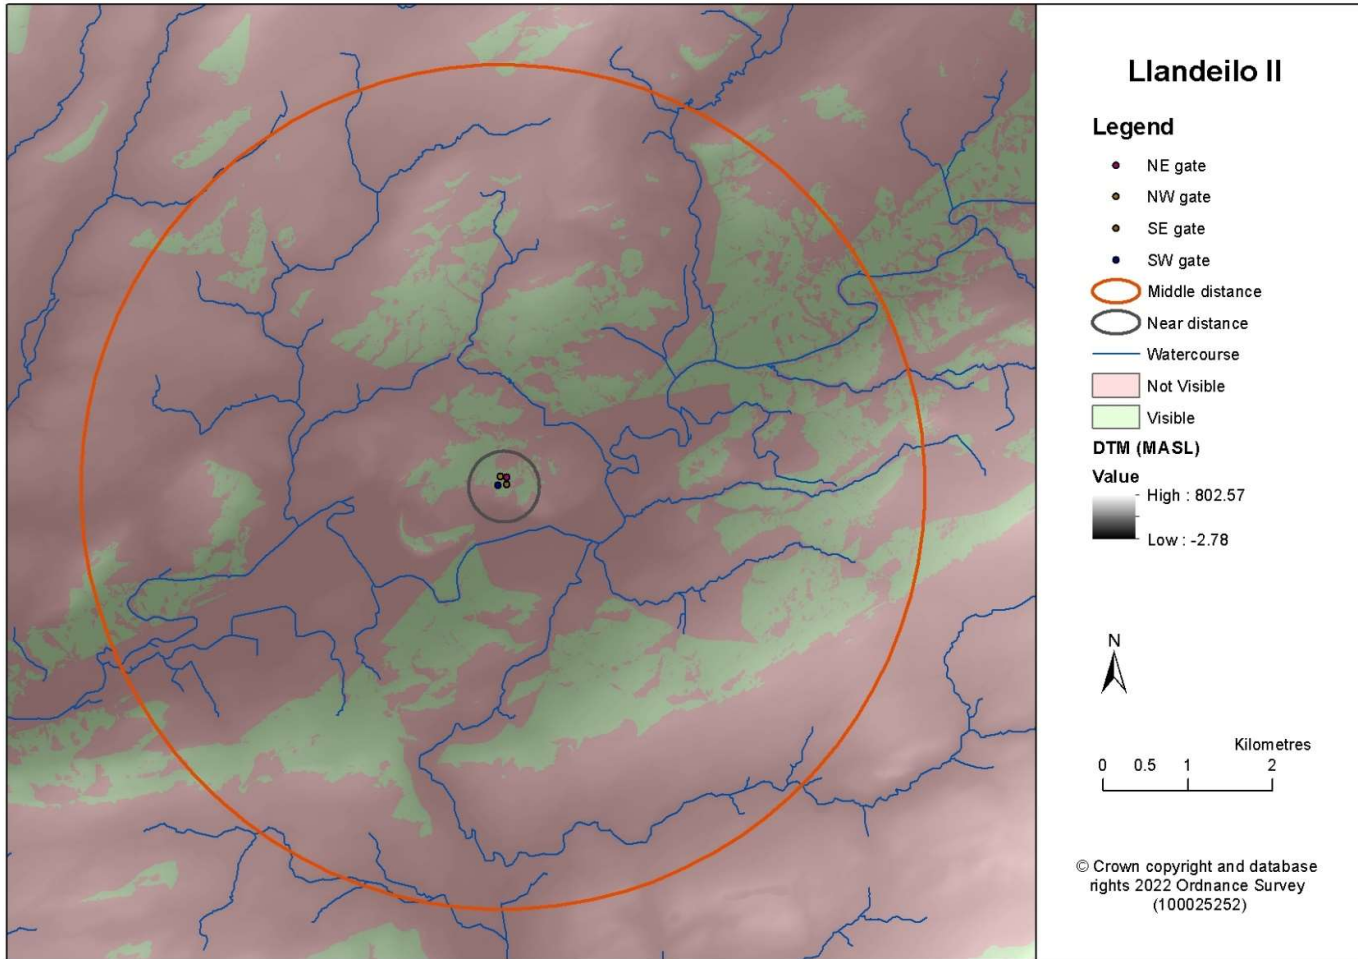 Llandeilo II
Legend
NE gate
NW gate
SE gate
SW gate
Middle distance
Near distance
Watercourse
Not Visible
Visible
DTM (MASL)
Value
High : 802.57
Low : -2.78
N
Kilometres
0 0.5 1 2
© Crown copyright and database
rights 2022 Ordnance Survey
(100025252)